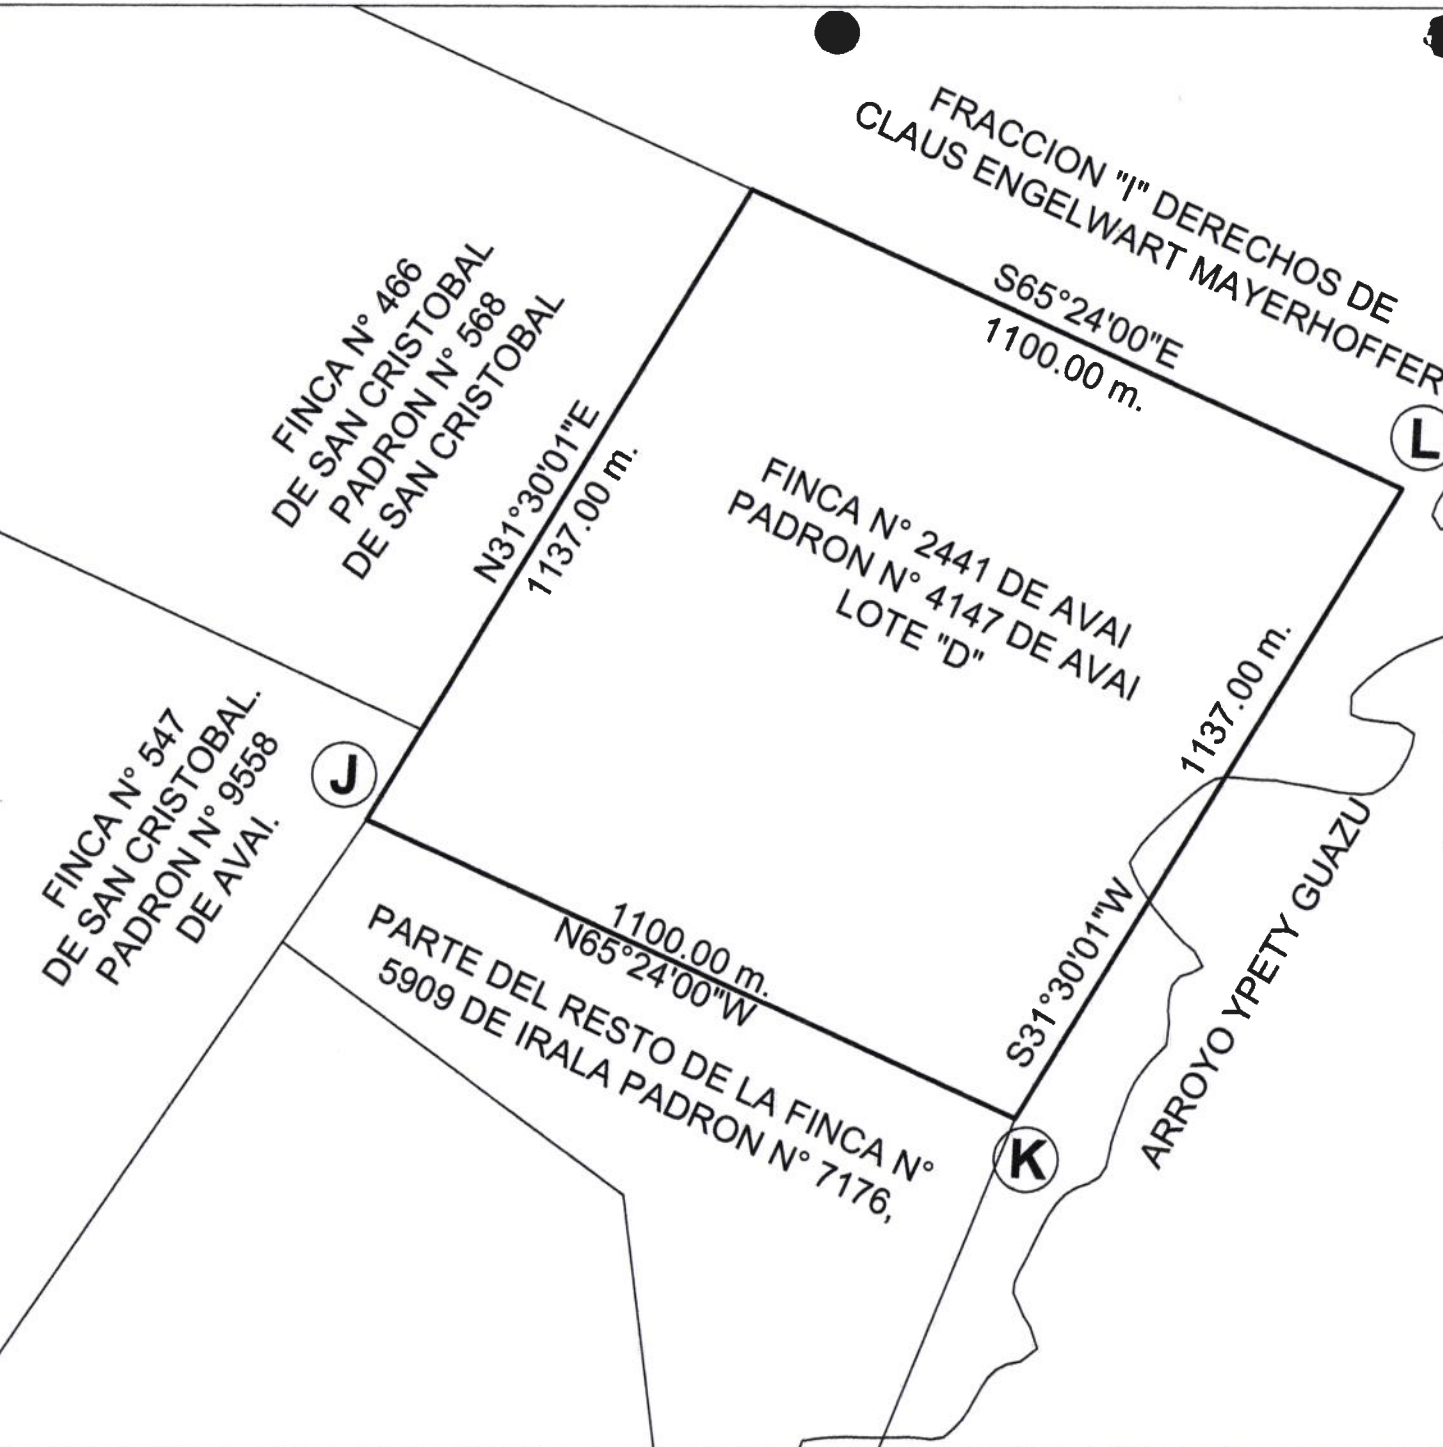 FRACCION "I" DERECHOS DE
CLAUS ENGELWART MAYERHOFFER
S65°24'00"E
1100.00 m.
L
FINCA N° 466
DE SAN CRISTOBAL
PADRON N° 568
DE SAN CRISTOBAL
N31°30'01"E
1137.00 m.
FINCA N° 2441 DE AVAI
PADRON N° 4147 DE AVAI
LOTE "D"
1137.00 m.
S31°30'01"W
ARROYO YPETY GUAZU
FINCA N° 547
DE SAN CRISTOBAL.
PADRON N° 9558
DE AVAI.
J
1100.00 m.
N65°24'00"W
PARTE DEL RESTO DE LA FINCA N°
5909 DE IRALA PADRON N° 7176,
K